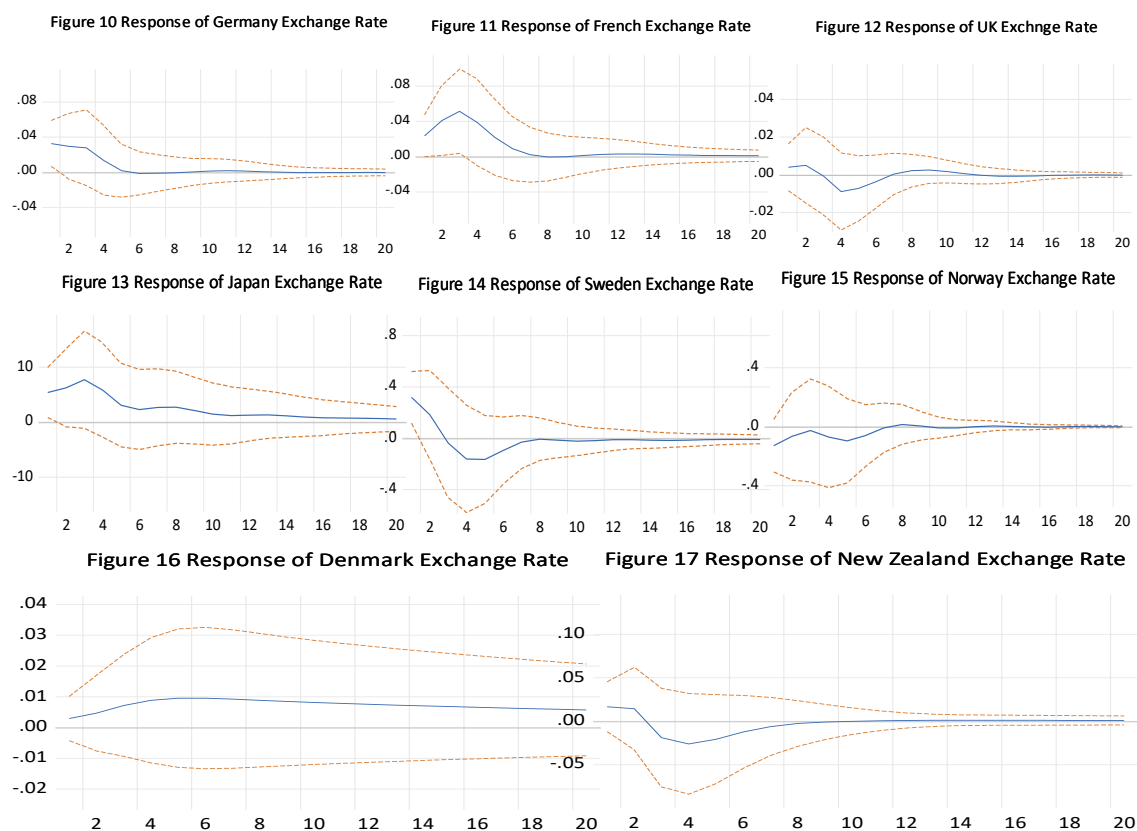 Figure 10 Response of Germany Exchange Rate
.08
.04
.00
-.04
2 4 6 8 10 12 14 16 18 20
Figure 11 Response of French Exchange Rate
.08
.04
.00
-.04
2 4 6 8 10 12 14 16 18 20
Figure 12 Response of UK Exchnge Rate
.04
.02
.00
-.02
2 4 6 8 10 12 14 16 18 20
Figure 13 Response of Japan Exchange Rate
10
0
-10
2 4 6 8 10 12 14 16 18 20
Figure 14 Response of Sweden Exchange Rate
.8
.4
.0
-.4
2 4 6 8 10 12 14 16 18 20
Figure 15 Response of Norway Exchange Rate
.4
.0
-.4
2 4 6 8 10 12 14 16 18 20
Figure 16 Response of Denmark Exchange Rate
.04
.03
.02
.01
.00
-.01
-.02
2 4 6 8 10 12 14 16 18 20
Figure 17 Response of New Zealand Exchange Rate
.10
.05
.00
-.05
2 4 6 8 10 12 14 16 18 20